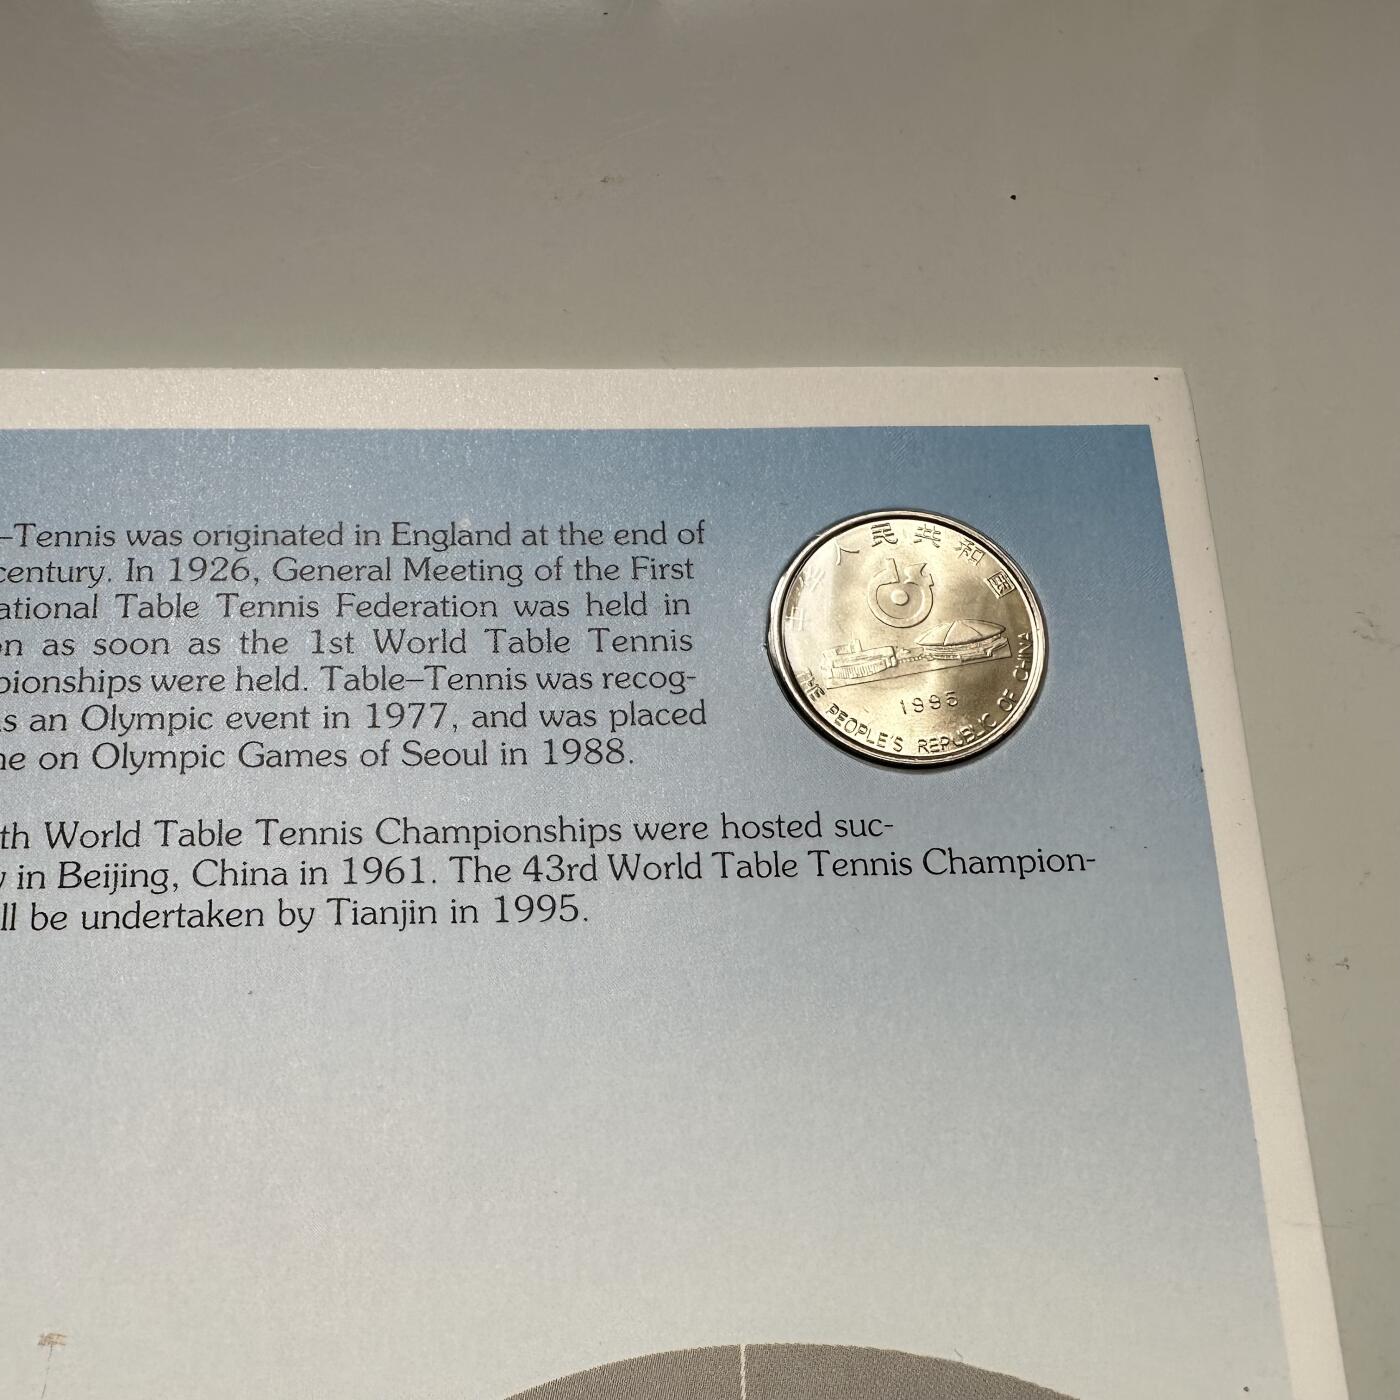 –Tennis was originated in England at the end of
century. In 1926, General Meeting of the First
ational Table Tennis Federation was held in
n as soon as the 1st World Table Tennis
pionships were held. Table–Tennis was recog-
s an Olympic event in 1977, and was placed
e on Olympic Games of Seoul in 1988.
th World Table Tennis Championships were hosted suc-
y in Beijing, China in 1961. The 43rd World Table Tennis Champion-
ll be undertaken by Tianjin in 1995.
中华人民共和国
1995
THE PEOPLE'S REPUBLIC OF CHINA